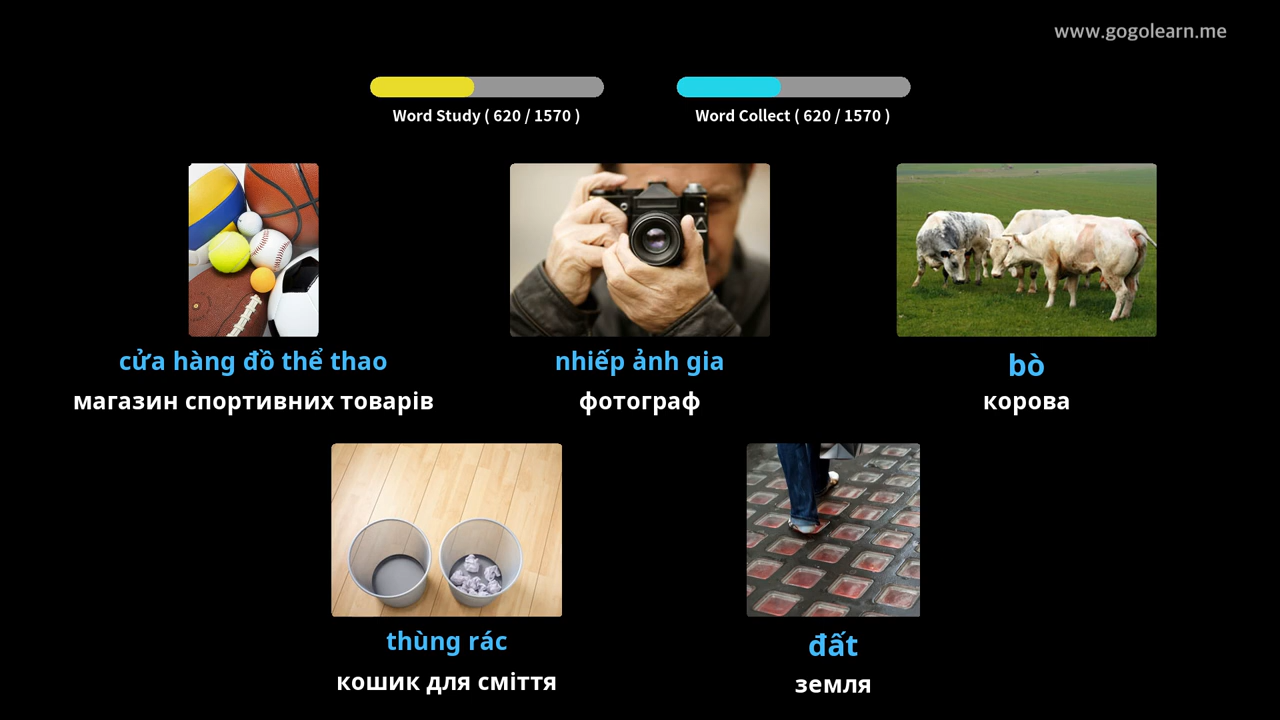 www.gogolearn.me
Word Study ( 620 / 1570 )
Word Collect ( 620 / 1570 )
cửa hàng đồ thể thao
магазин спортивних товарів
nhiếp ảnh gia
фотограф
bò
корова
thùng rác
кошик для сміття
đất
земля